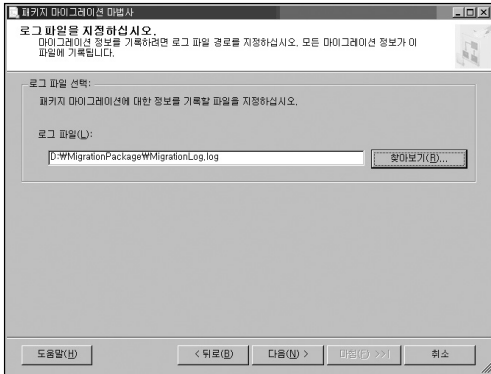 패키지 마이그레이션 마법사
로그 파일을 지정하십시오.
마이그레이션 정보를 기록하려면 로그 파일 경로를 지정하십시오. 모든 마이그레이션 정보가 이
파일에 기록됩니다.
로그 파일 선택:
패키지 마이그레이션에 대한 정보를 기록할 파일을 지정하십시오.
로그 파일(L):
D:₩MigrationPackage₩MigrationLog.log
찾아보기(R)...
도움말(H)
< 뒤로(B)
다음(N) >
마침(F) >>|
취소